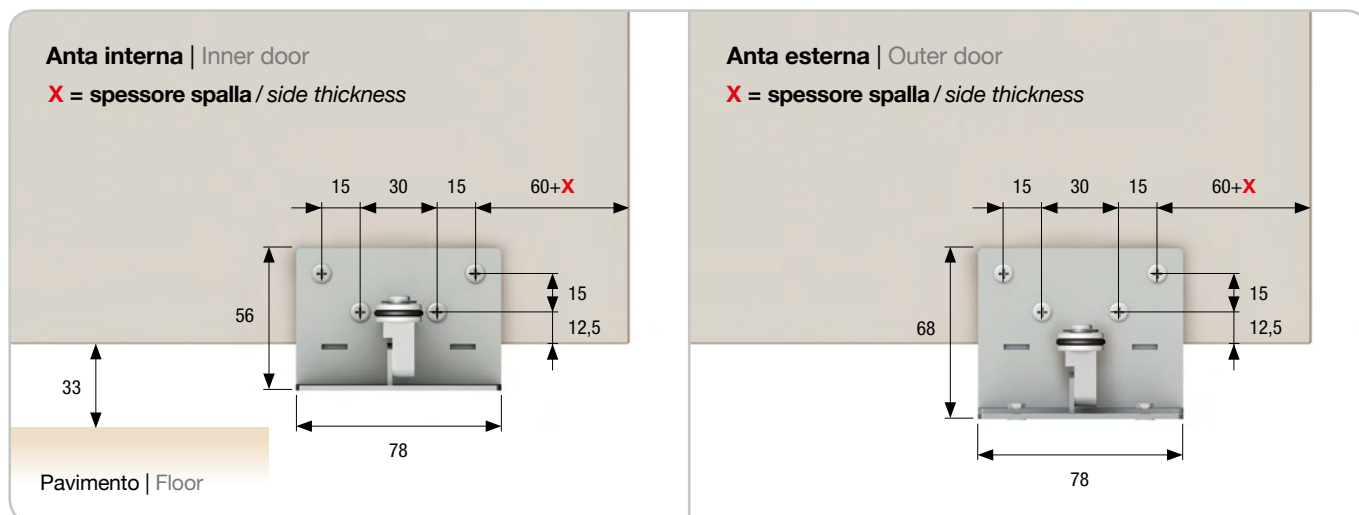 Anta interna | Inner door
X = spessore spalla / side thickness
15 30 15 60+X
56
15
12,5
33
78
Pavimento | Floor
Anta esterna | Outer door
X = spessore spalla / side thickness
15 30 15 60+X
68
15
12,5
78